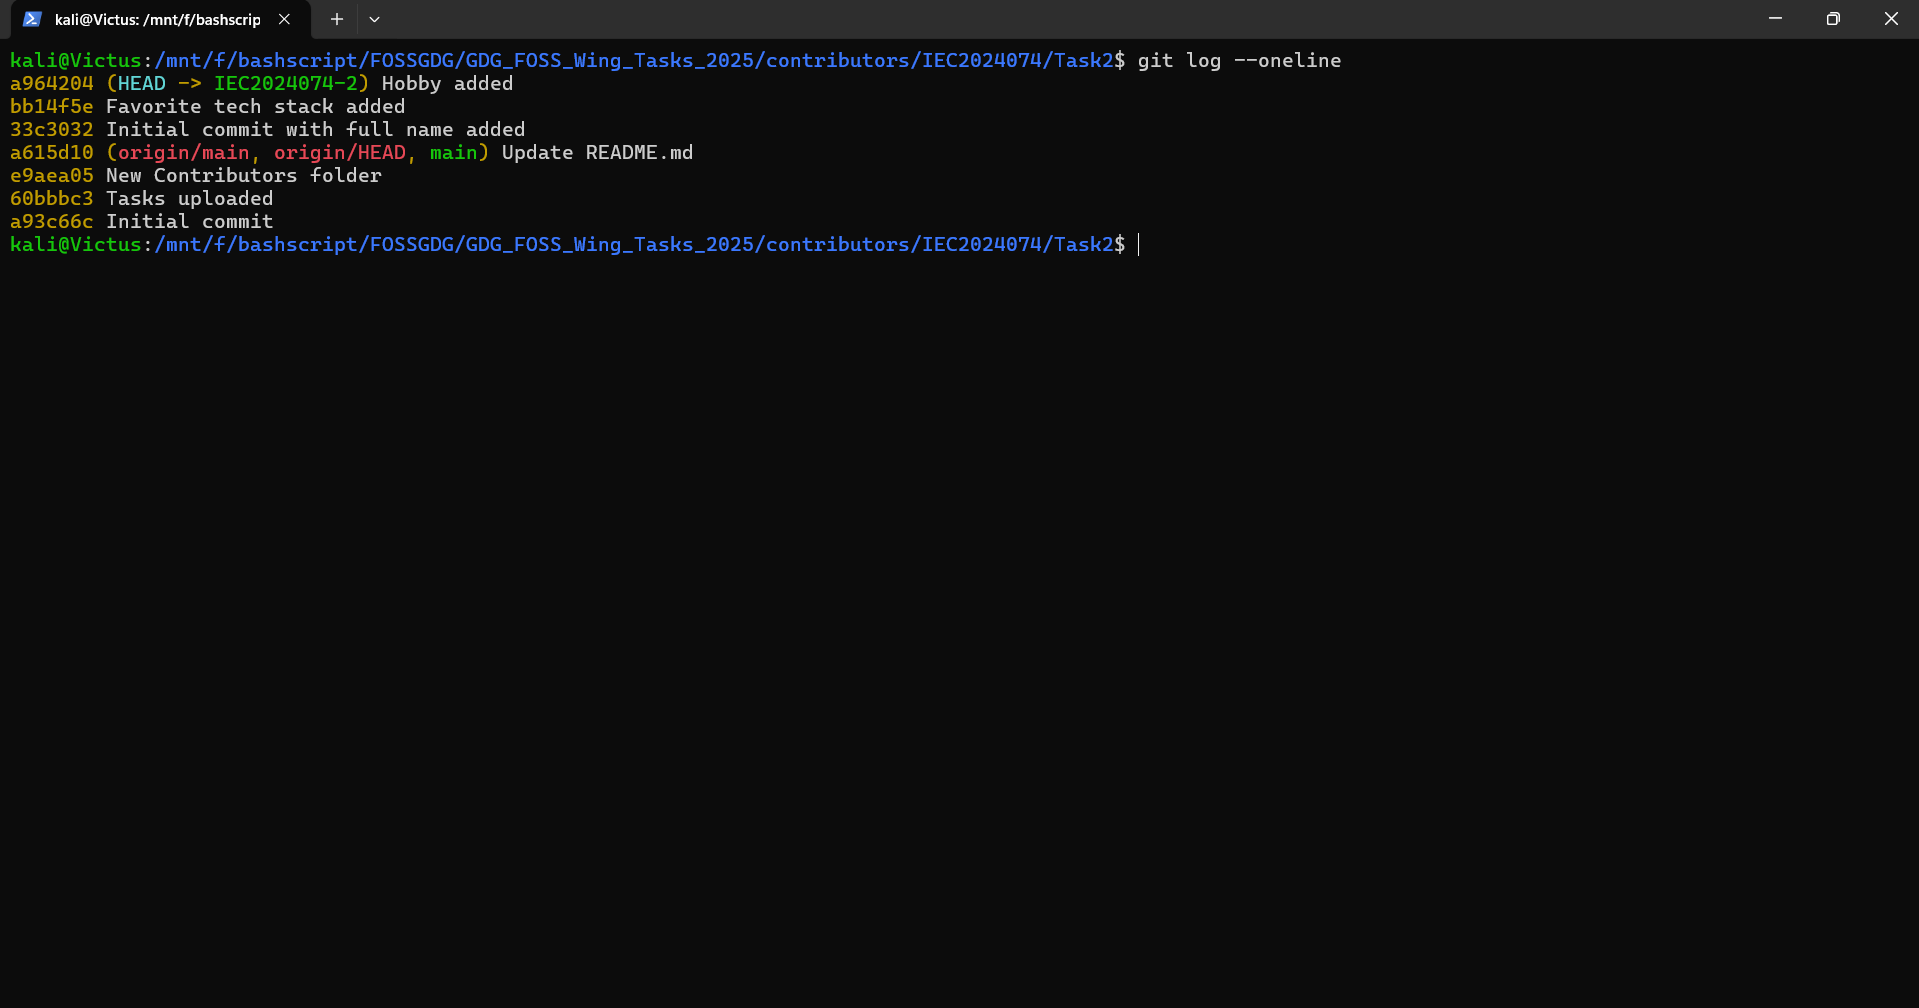 kali@Victus: /mnt/f/bashscrip
kali@Victus:/mnt/f/bashscript/FOSSGDG/GDG_FOSS_Wing_Tasks_2025/contributors/IEC2024074/Task2$ git log --oneline
a964204 (HEAD -> IEC2024074-2) Hobby added
bb14f5e Favorite tech stack added
33c3032 Initial commit with full name added
a615d10 (origin/main, origin/HEAD, main) Update README.md
e9aea05 New Contributors folder
60bbbc3 Tasks uploaded
a93c66c Initial commit
kali@Victus:/mnt/f/bashscript/FOSSGDG/GDG_FOSS_Wing_Tasks_2025/contributors/IEC2024074/Task2$